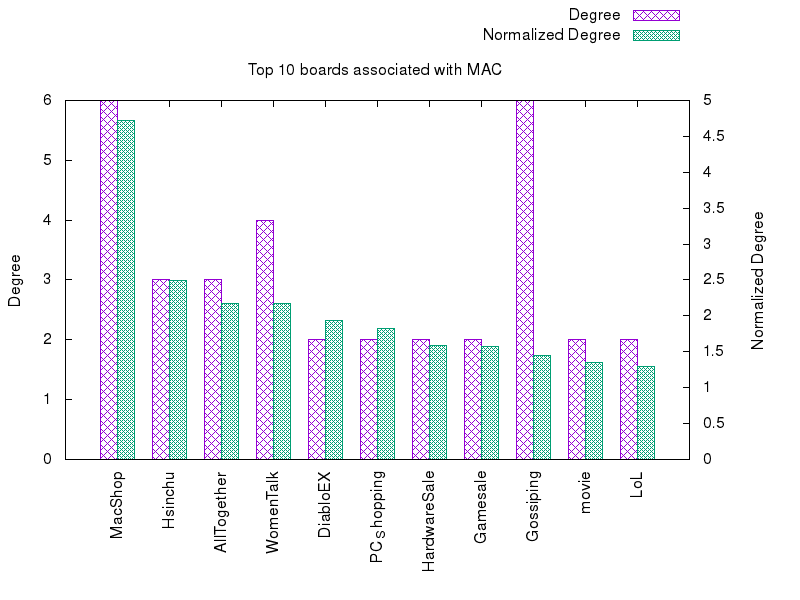 Degree
Normalized Degree
Top 10 boards associated with MAC
6
5
4
3
2
1
0
Degree
5
4.5
4
3.5
3
2.5
2
1.5
1
0.5
0
Normalized Degree
MacShop
Hsinchu
AllTogether
WomenTalk
DiabloEX
PCshopping
HardwareSale
Gamesale
Gossiping
movie
LoL